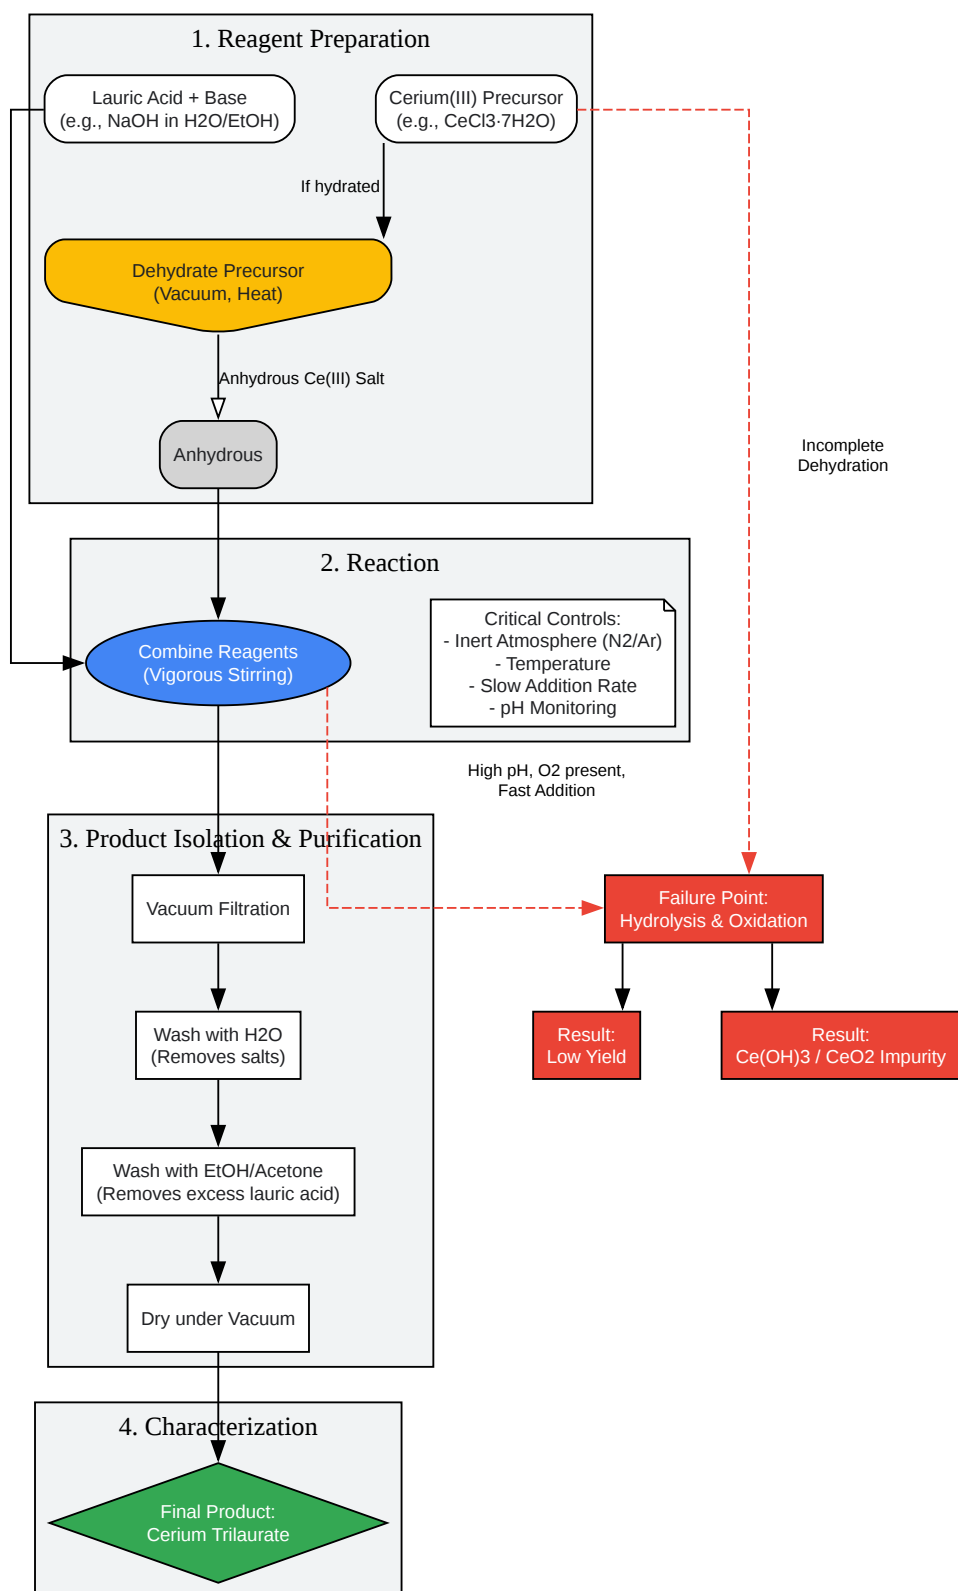 1. Reagent Preparation
Lauric Acid + Base
(e.g., NaOH in H2O/EtOH)
Cerium(III) Precursor
(e.g., CeCl3·7H2O)
If hydrated
Dehydrate Precursor
(Vacuum, Heat)
Anhydrous Ce(III) Salt
Anhydrous
Incomplete
Dehydration
2. Reaction
Combine Reagents
(Vigorous Stirring)
Critical Controls:
- Inert Atmosphere (N2/Ar)
- Temperature
- Slow Addition Rate
- pH Monitoring
High pH, O2 present,
Fast Addition
3. Product Isolation & Purification
Vacuum Filtration
Failure Point:
Hydrolysis & Oxidation
Wash with H2O
(Removes salts)
Result:
Low Yield
Result:
Ce(OH)3 / CeO2 Impurity
Wash with EtOH/Acetone
(Removes excess lauric acid)
Dry under Vacuum
4. Characterization
Final Product:
Cerium Trilaurate